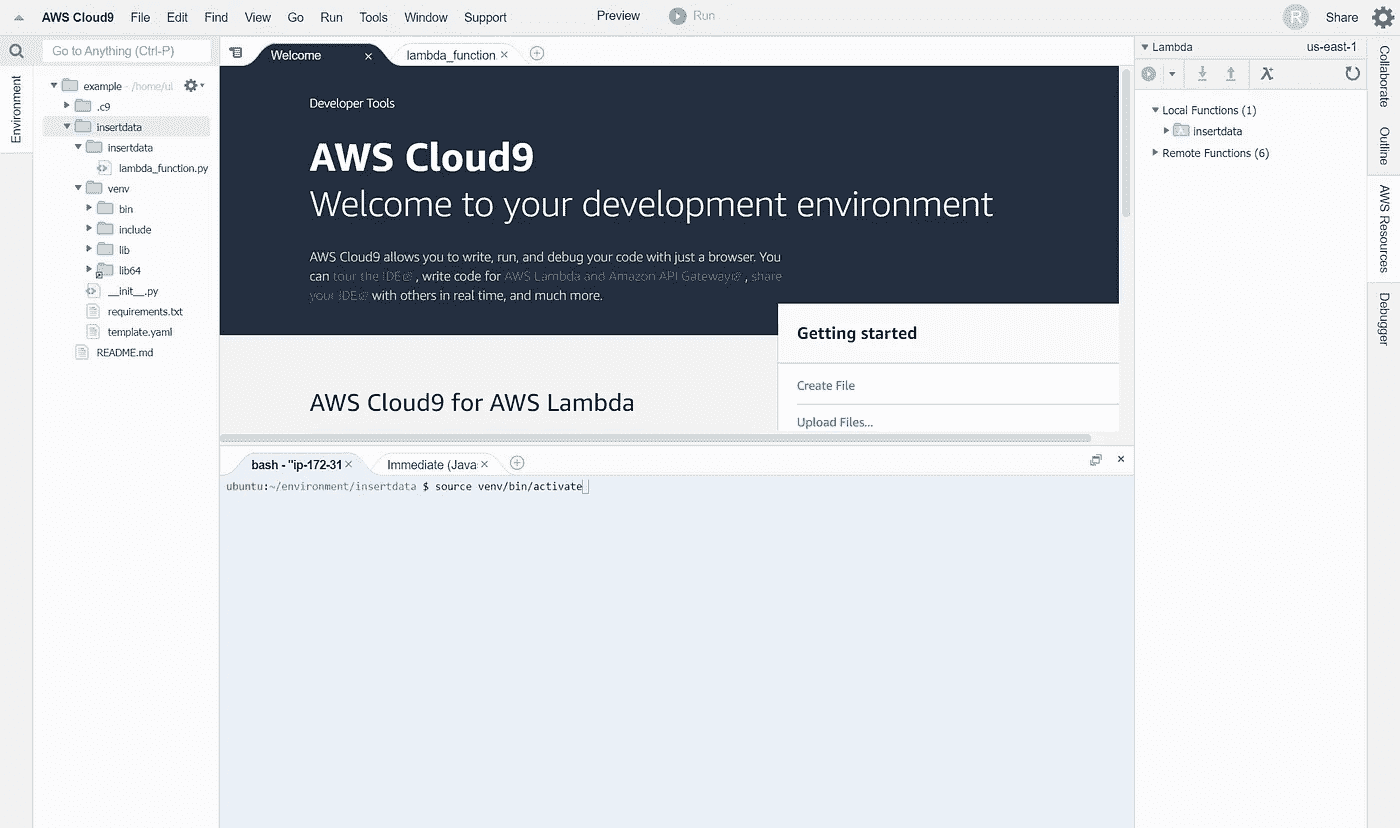 AWS Cloud9 File Edit Find View Go Run Tools Window Support Preview Run R Share
Go to Anything (Ctrl-P)
Environment
example - /home/ui
.c9
insertdata
insertdata
lambda_function.py
venv
bin
include
lib
lib64
__init__.py
requirements.txt
template.yaml
README.md
Welcome
lambda_function
Developer Tools
AWS Cloud9
Welcome to your development environment
AWS Cloud9 allows you to write, run, and debug your code with just a browser. You
can tour the IDE, write code for AWS Lambda and Amazon API Gateway, share
your IDE with others in real time, and much more.
Getting started
Create File
Upload Files...
AWS Cloud9 for AWS Lambda
bash - "ip-172-31
Immediate (Java
ubuntu:~/environment/insertdata $ source venv/bin/activate
Lambda us-east-1
Local Functions (1)
insertdata
Remote Functions (6)
Collaborate
Outline
AWS Resources
Debugger